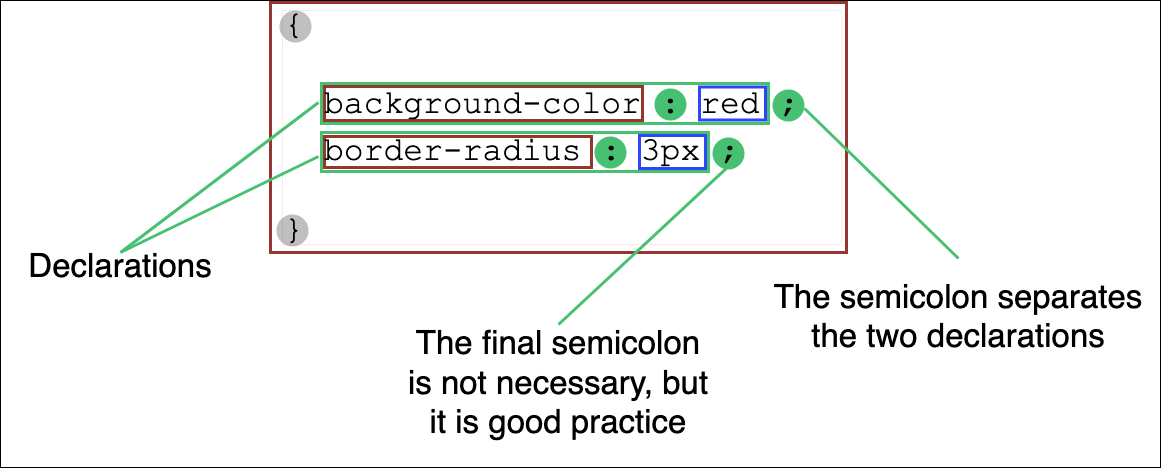 {
background-color : red ;
border-radius : 3px ;
}
Declarations
The semicolon separates
the two declarations
The final semicolon
is not necessary, but
it is good practice